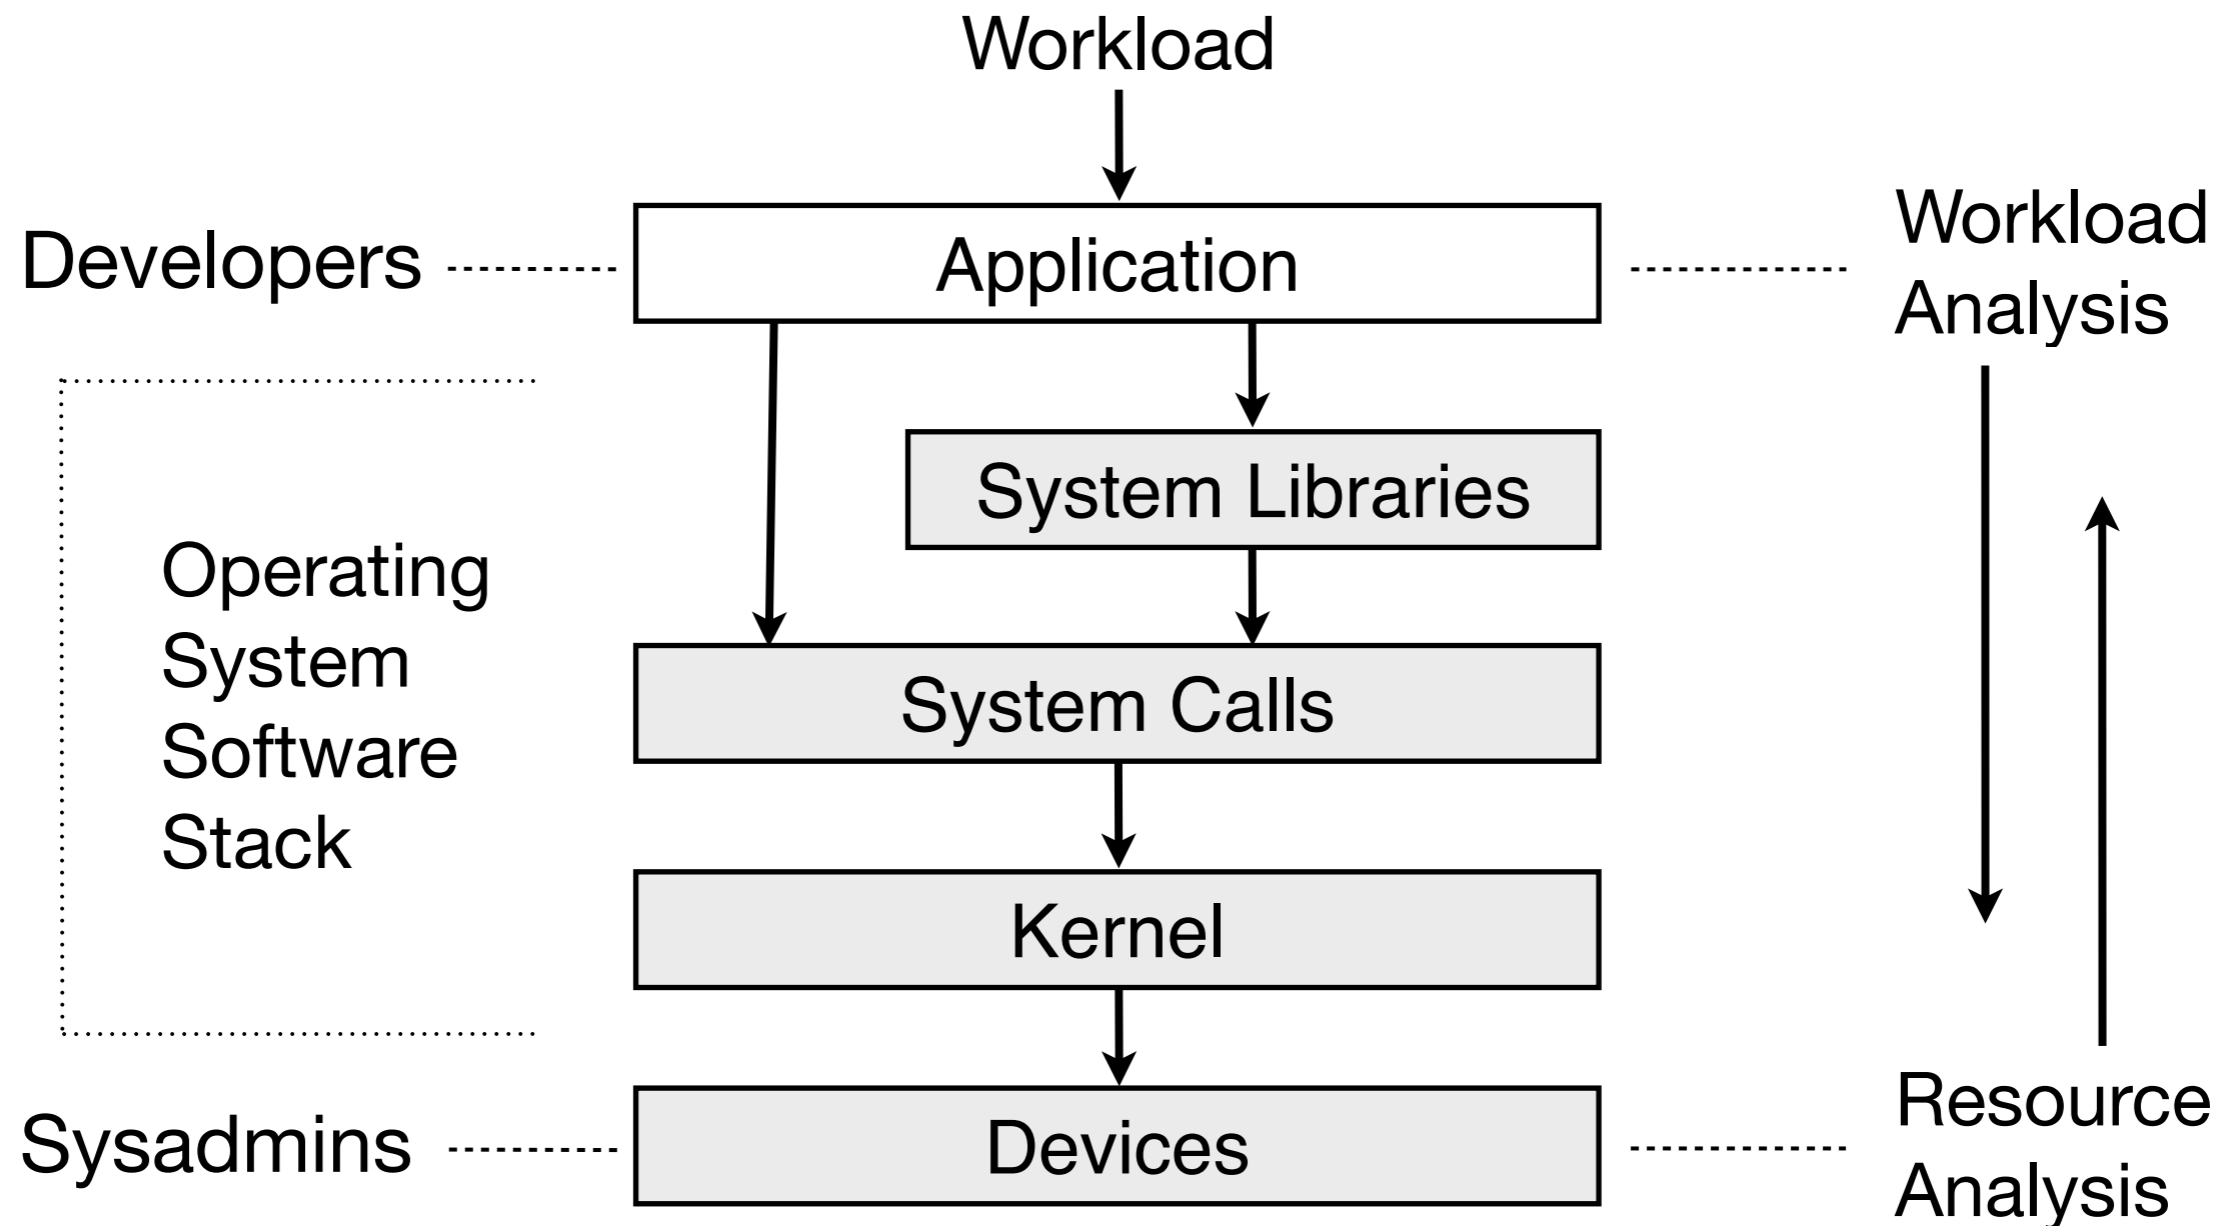 Workload
Developers
Application
Workload
Analysis
System Libraries
Operating
System
Software
Stack
System Calls
Kernel
Sysadmins
Devices
Resource
Analysis